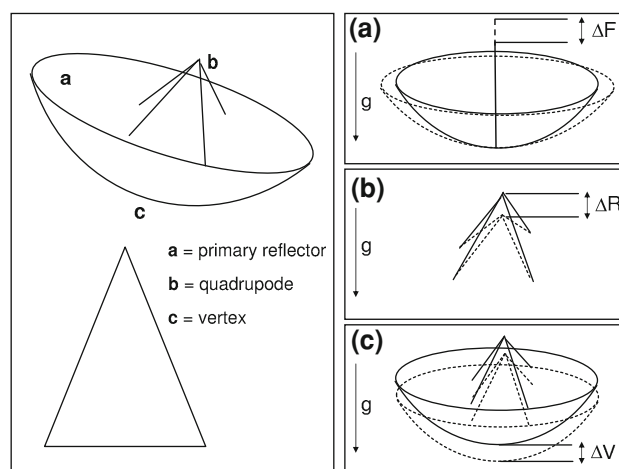 a
b
c
a = primary reflector
b = quadrupode
c = vertex
(a)
ΔF
g
(b)
ΔR
g
(c)
g
ΔV